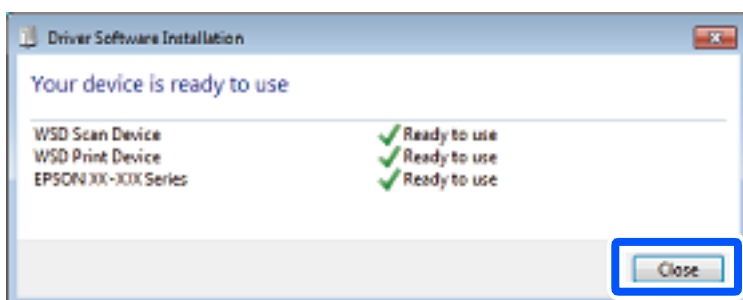 Driver Software Installation
Your device is ready to use
WSD Scan Device Ready to use
WSD Print Device Ready to use
EPSON XX-XXX Series Ready to use
Close